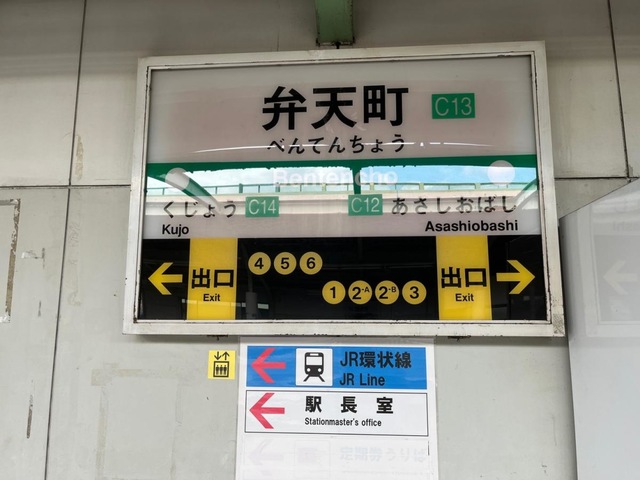 弁天町 C13
べんてんちょう
Bentencho
くじょう C14 C12 あさしおばし
Kujo Asashiobashi
出口 4 5 6 出口
Exit 1 2-A 2-B 3 Exit
JR環状線
JR Line
駅長室
Stationmaster's office